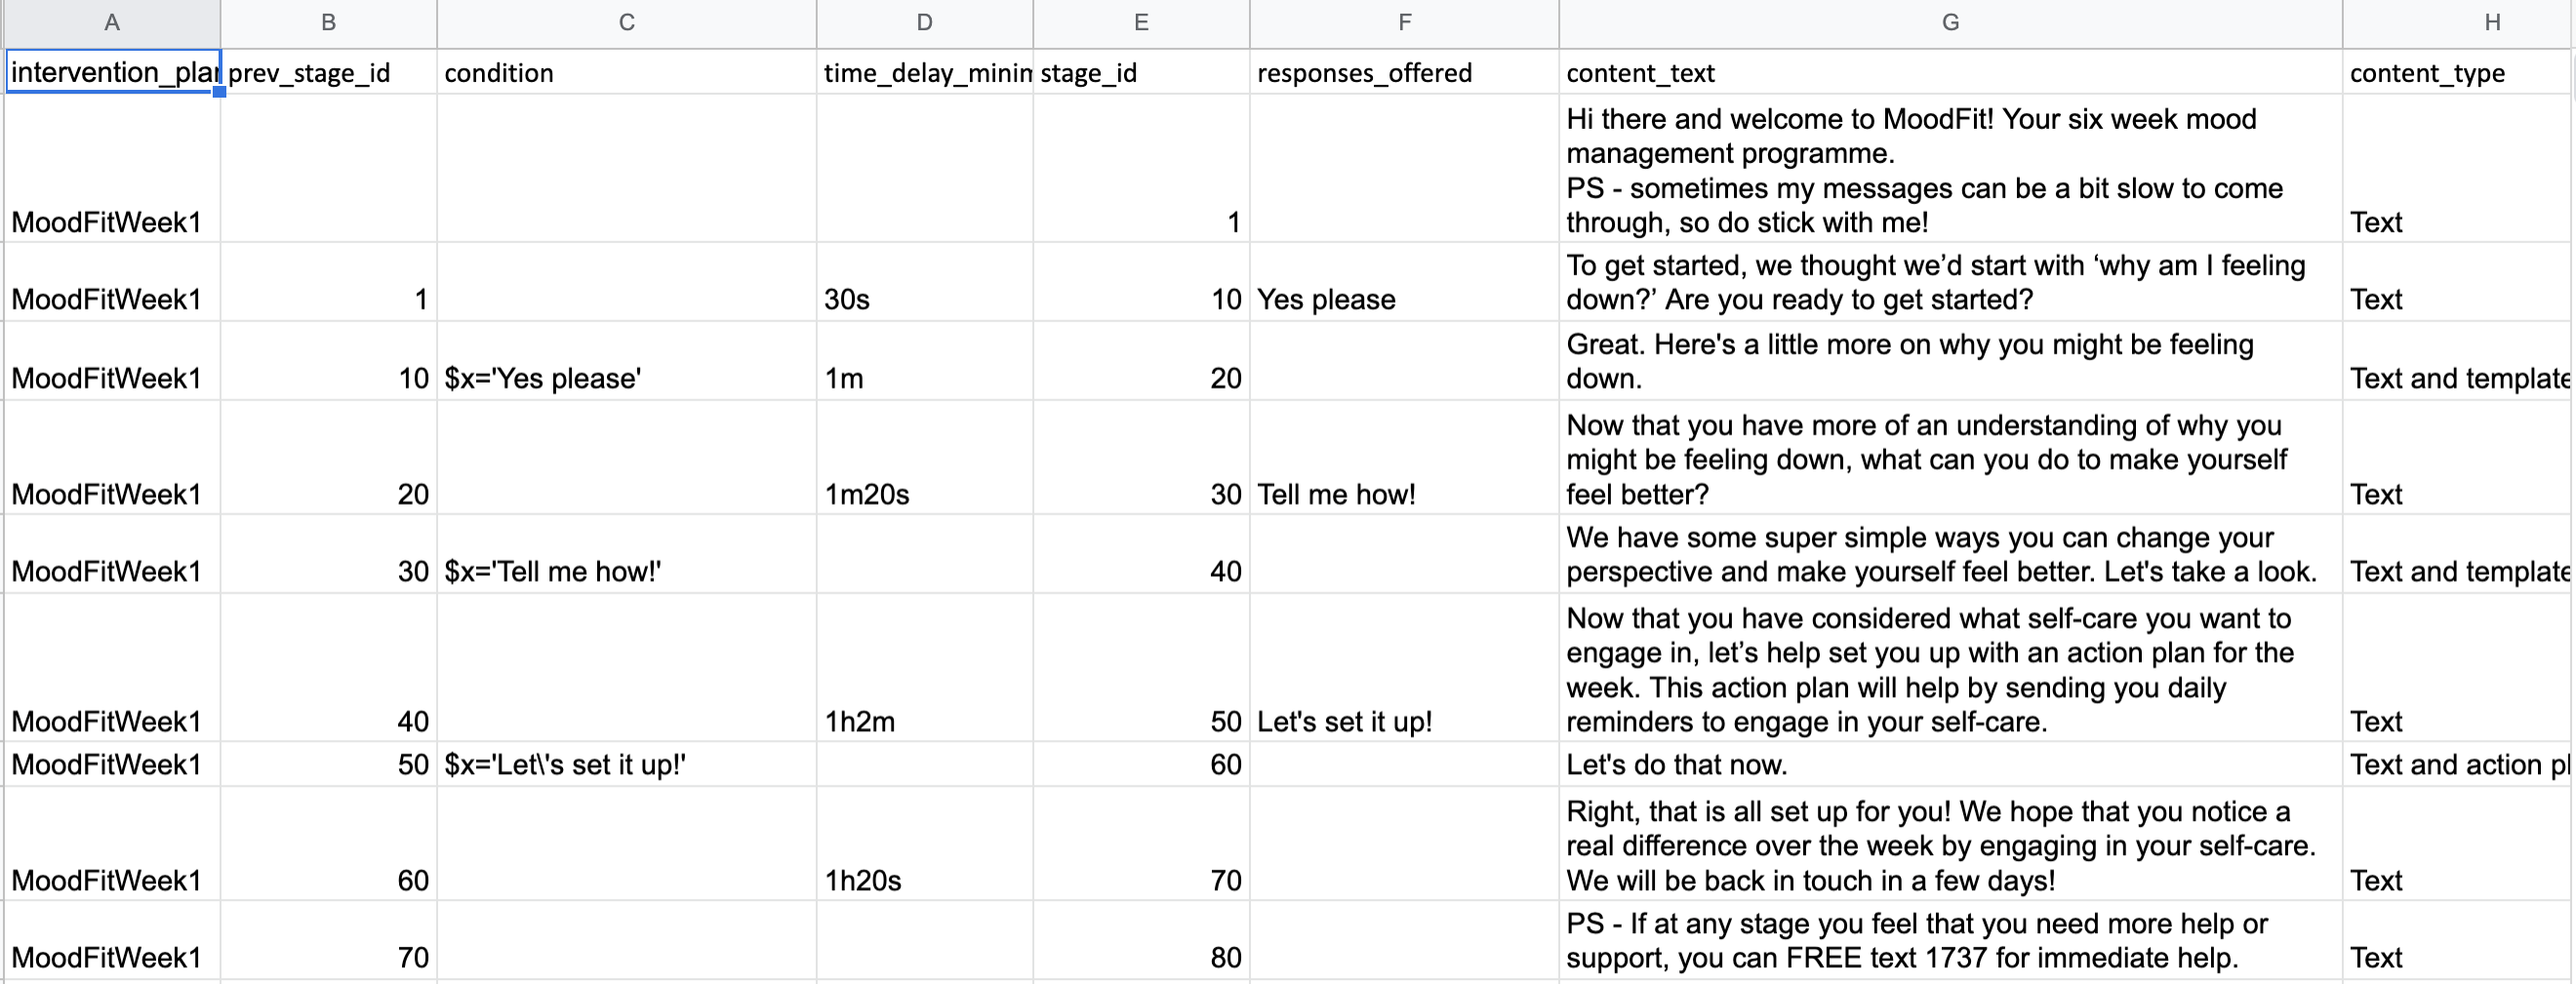 A B C D E F G H
intervention_plan prev_stage_id condition time_delay_minim stage_id responses_offered content_text content_type
Hi there and welcome to MoodFit! Your six week mood
management programme.
PS - sometimes my messages can be a bit slow to come
MoodFitWeek1 1 through, so do stick with me! Text
To get started, we thought we’d start with ‘why am I feeling
MoodFitWeek1 1 30s 10 Yes please down?’ Are you ready to get started? Text
Great. Here's a little more on why you might be feeling
MoodFitWeek1 10 $x='Yes please' 1m 20 down. Text and template
Now that you have more of an understanding of why you
might be feeling down, what can you do to make yourself
MoodFitWeek1 20 1m20s 30 Tell me how! feel better? Text
We have some super simple ways you can change your
MoodFitWeek1 30 $x='Tell me how!' 40 perspective and make yourself feel better. Let's take a look. Text and template
Now that you have considered what self-care you want to
engage in, let’s help set you up with an action plan for the
week. This action plan will help by sending you daily
MoodFitWeek1 40 1h2m 50 Let's set it up! reminders to engage in your self-care. Text
MoodFitWeek1 50 $x='Let\'s set it up!' 60 Let's do that now. Text and action pl
Right, that is all set up for you! We hope that you notice a
real difference over the week by engaging in your self-care.
MoodFitWeek1 60 1h20s 70 We will be back in touch in a few days! Text
PS - If at any stage you feel that you need more help or
MoodFitWeek1 70 80 support, you can FREE text 1737 for immediate help. Text